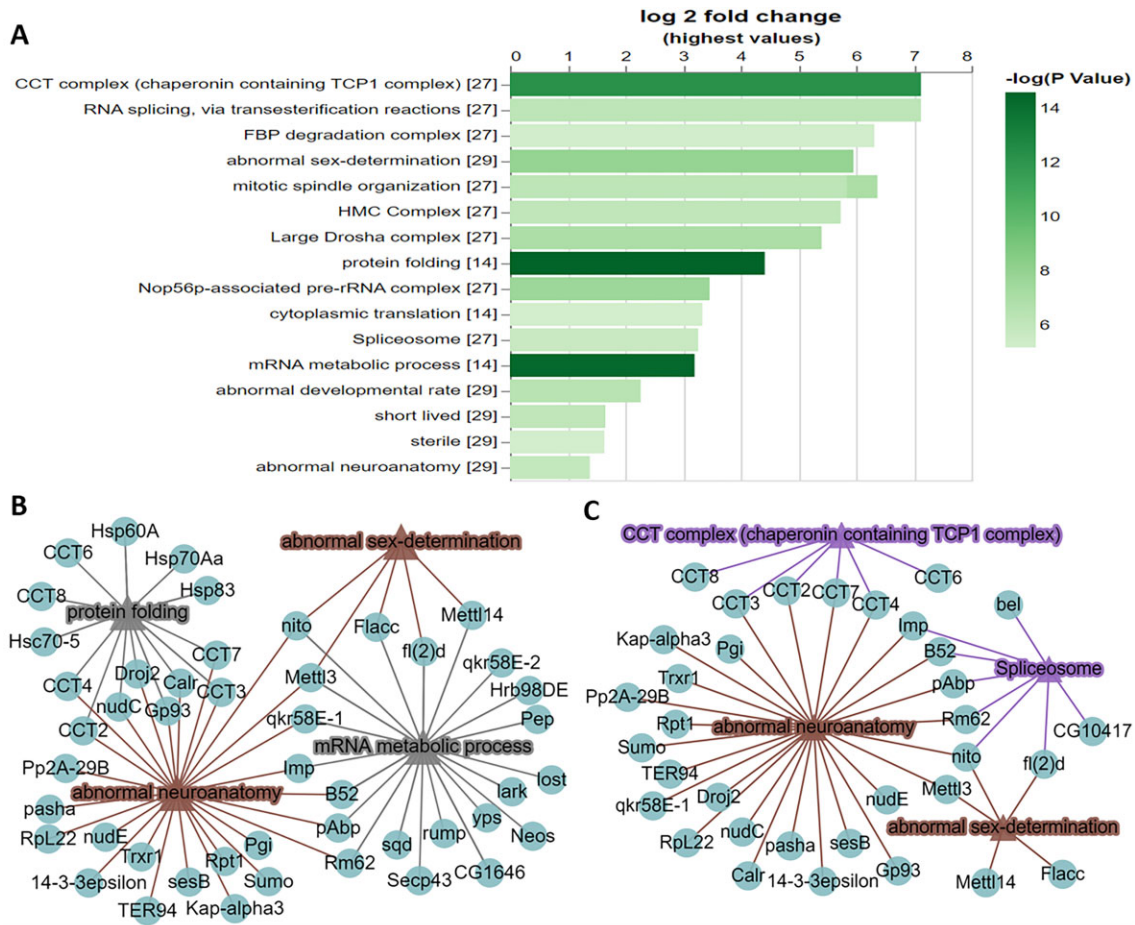 A
log 2 fold change
(highest values)
0 1 2 3 4 5 6 7 8
CCT complex (chaperonin containing TCP1 complex) [27]
RNA splicing, via transesterification reactions [27]
FBP degradation complex [27]
abnormal sex-determination [29]
mitotic spindle organization [27]
HMC Complex [27]
Large Drosha complex [27]
protein folding [14]
Nop56p-associated pre-rRNA complex [27]
cytoplasmic translation [14]
Spliceosome [27]
mRNA metabolic process [14]
abnormal developmental rate [29]
short lived [29]
sterile [29]
abnormal neuroanatomy [29]
-log(P Value)
14
12
10
8
6
B
Hsp60A
CCT6
Hsp70Aa
CCT8
Hsp83
protein folding
Hsc70-5
CCT7
Droj2
Calr
CCT4
CCT3
nudC
Gp93
CCT2
abnormal sex-determination
nito
Flacc
Mettl14
fl(2)d
Mettl3
qkr58E-2
Hrb98DE
qkr58E-1
Pep
mRNA metabolic process
Imp
lost
Pp2A-29B
abnormal neuroanatomy
B52
lark
pasha
pAbp
yps
Neos
RpL22
nudE
Pgi
sqd
rump
Trxr1
Rpt1
Rm62
CG1646
14-3-3epsilon
sesB
Sumo
Secp43
TER94
Kap-alpha3
C
CCT complex (chaperonin containing TCP1 complex)
CCT8
CCT6
CCT3
CCT2
CCT7
CCT4
bel
Imp
Kap-alpha3
Pgi
B52
Trxr1
pAbp
Spliceosome
Pp2A-29B
Rpt1
abnormal neuroanatomy
Rm62
CG10417
Sumo
nito
fl(2)d
TER94
Mettl3
qkr58E-1
Droj2
nudE
abnormal sex-determination
RpL22
nudC
pasha
sesB
Gp93
Calr
14-3-3epsilon
Mettl14
Flacc